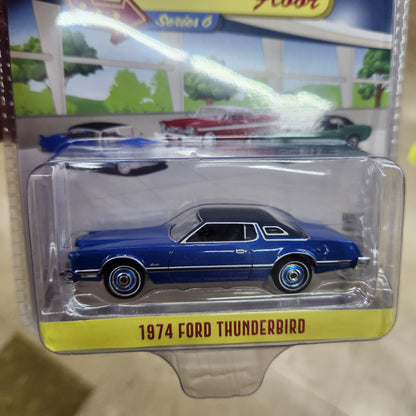 Floor
Series 6
1974 FORD THUNDERBIRD